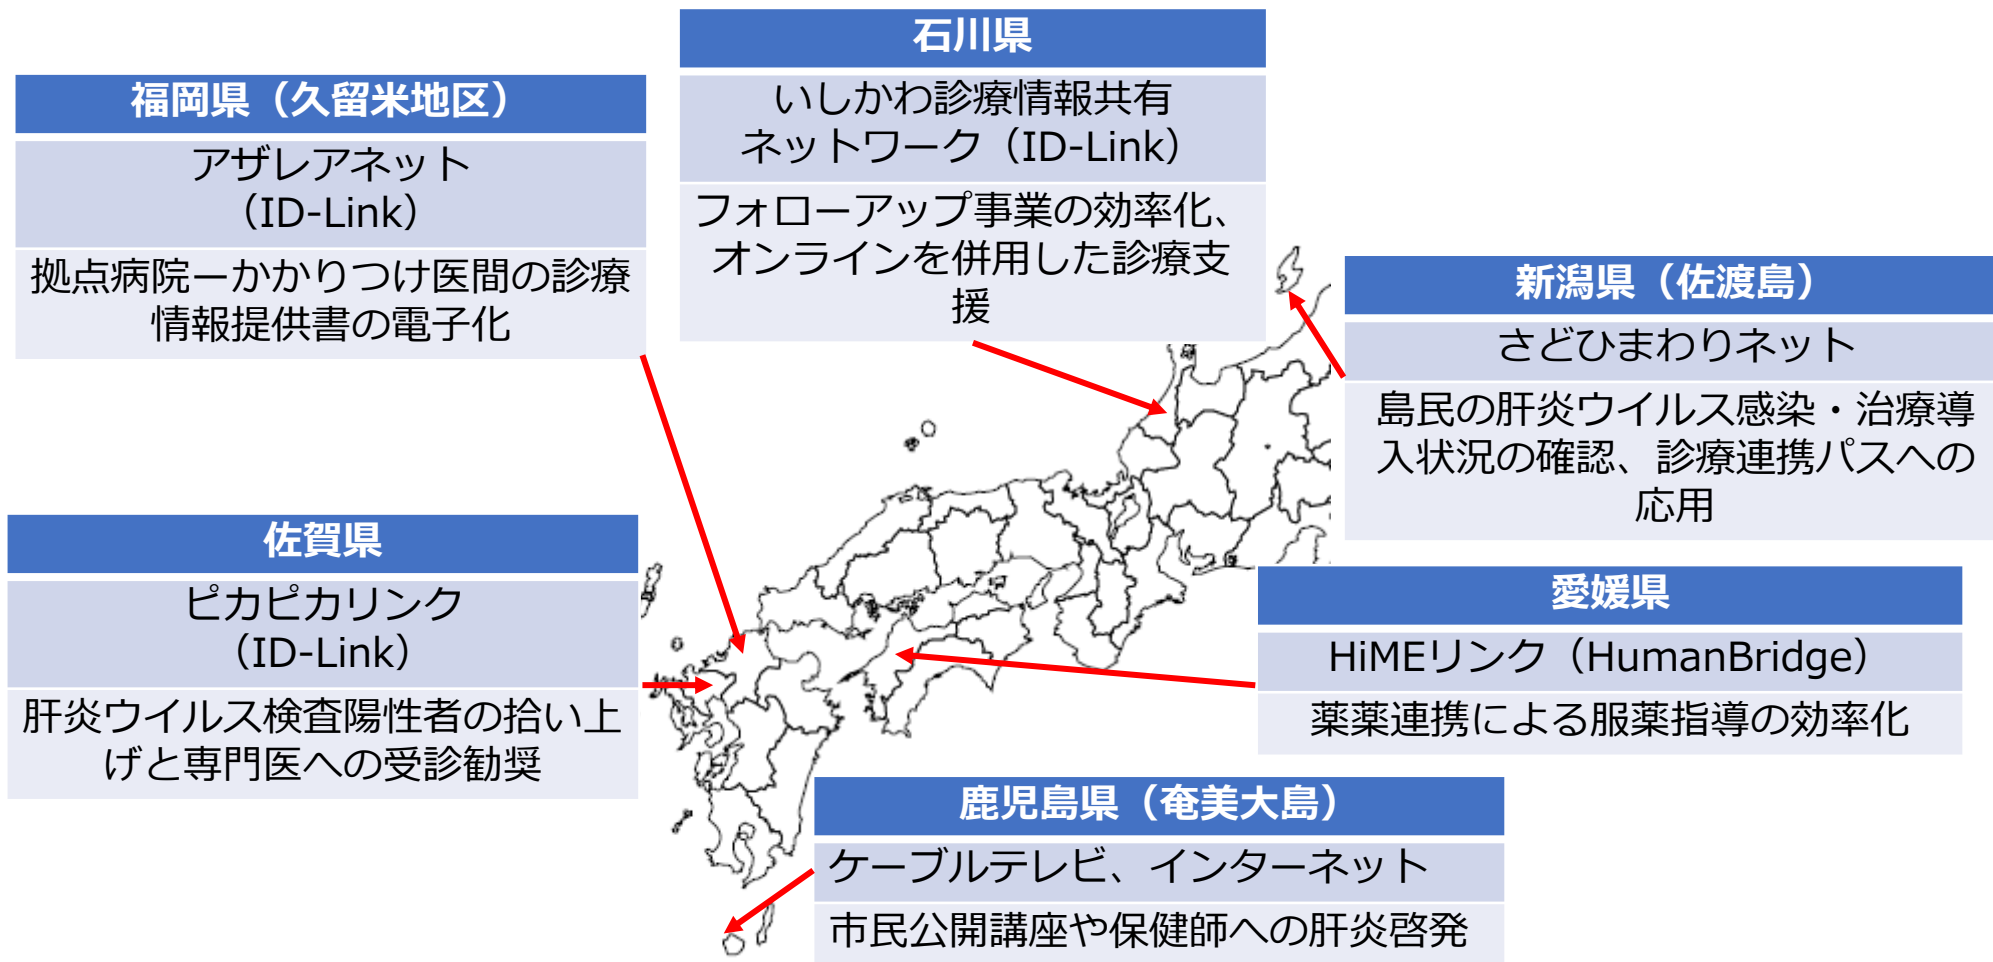 石川県
いしかわ診療情報共有
ネットワーク（ID-Link）
フォローアップ事業の効率化、
オンラインを併用した診療支
援
福岡県（久留米地区）
アザレアネット
（ID-Link）
拠点病院ーかかりつけ医間の診療
情報提供書の電子化
新潟県（佐渡島）
さどひまわりネット
島民の肝炎ウイルス感染・治療導
入状況の確認、診療連携パスへの
応用
佐賀県
ピカピカリンク
（ID-Link）
肝炎ウイルス検査陽性者の拾い上
げと専門医への受診勧奨
愛媛県
HiMEリンク（HumanBridge）
薬薬連携による服薬指導の効率化
鹿児島県（奄美大島）
ケーブルテレビ、インターネット
市民公開講座や保健師への肝炎啓発